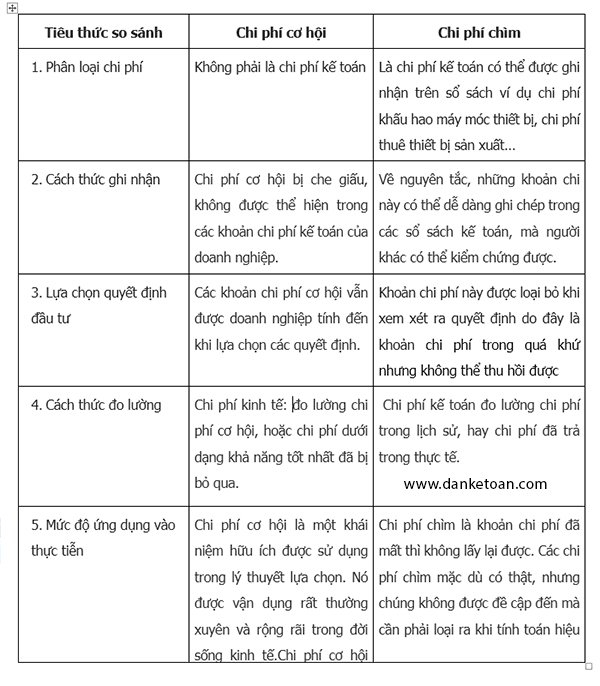 Tiêu thức so sánh
Chi phí cơ hội
Chi phí chìm
1. Phân loại chi phí
Không phải là chi phí kế toán
Là chi phí kế toán có thể được ghi
nhận trên sổ sách ví dụ chi phí
khấu hao máy móc thiết bị, chi phí
thuê thiết bị sản xuất...
2. Cách thức ghi nhận
Chi phí cơ hội bị che giấu,
không được thể hiện trong
các khoản chi phí kế toán của
doanh nghiệp.
Về nguyên tắc, những khoản chi
này có thể dễ dàng ghi chép trong
các sổ sách kế toán, mà người
khác có thể kiểm chứng được.
3. Lựa chọn quyết định
đầu tư
Các khoản chi phí cơ hội vẫn
được doanh nghiệp tính đến
khi lựa chọn các quyết định.
Khoản chi phí này được loại bỏ khi
xem xét ra quyết định do đây là
khoản chi phí trong quá khứ
nhưng không thể thu hồi được
4. Cách thức đo lường
Chi phí kinh tế: đo lường chi
phí cơ hội, hoặc chi phí dưới
dạng khả năng tốt nhất đã bị
bỏ qua.
Chi phí kế toán đo lường chi phí
trong lịch sử, hay chi phí đã trả
trong thực tế.
www.danketoan.com
5. Mức độ ứng dụng vào
thực tiễn
Chi phí cơ hội là một khái
niệm hữu ích được sử dụng
trong lý thuyết lựa chọn. Nó
được vận dụng rất thường
xuyên và rộng rãi trong đời
sống kinh tế.Chi phí cơ hội
Chi phí chìm là khoản chi phí đã
mất thì không lấy lại được. Các chi
phí chìm mặc dù có thật, nhưng
chúng không được đề cập đến mà
cần phải loại ra khi tính toán hiệu